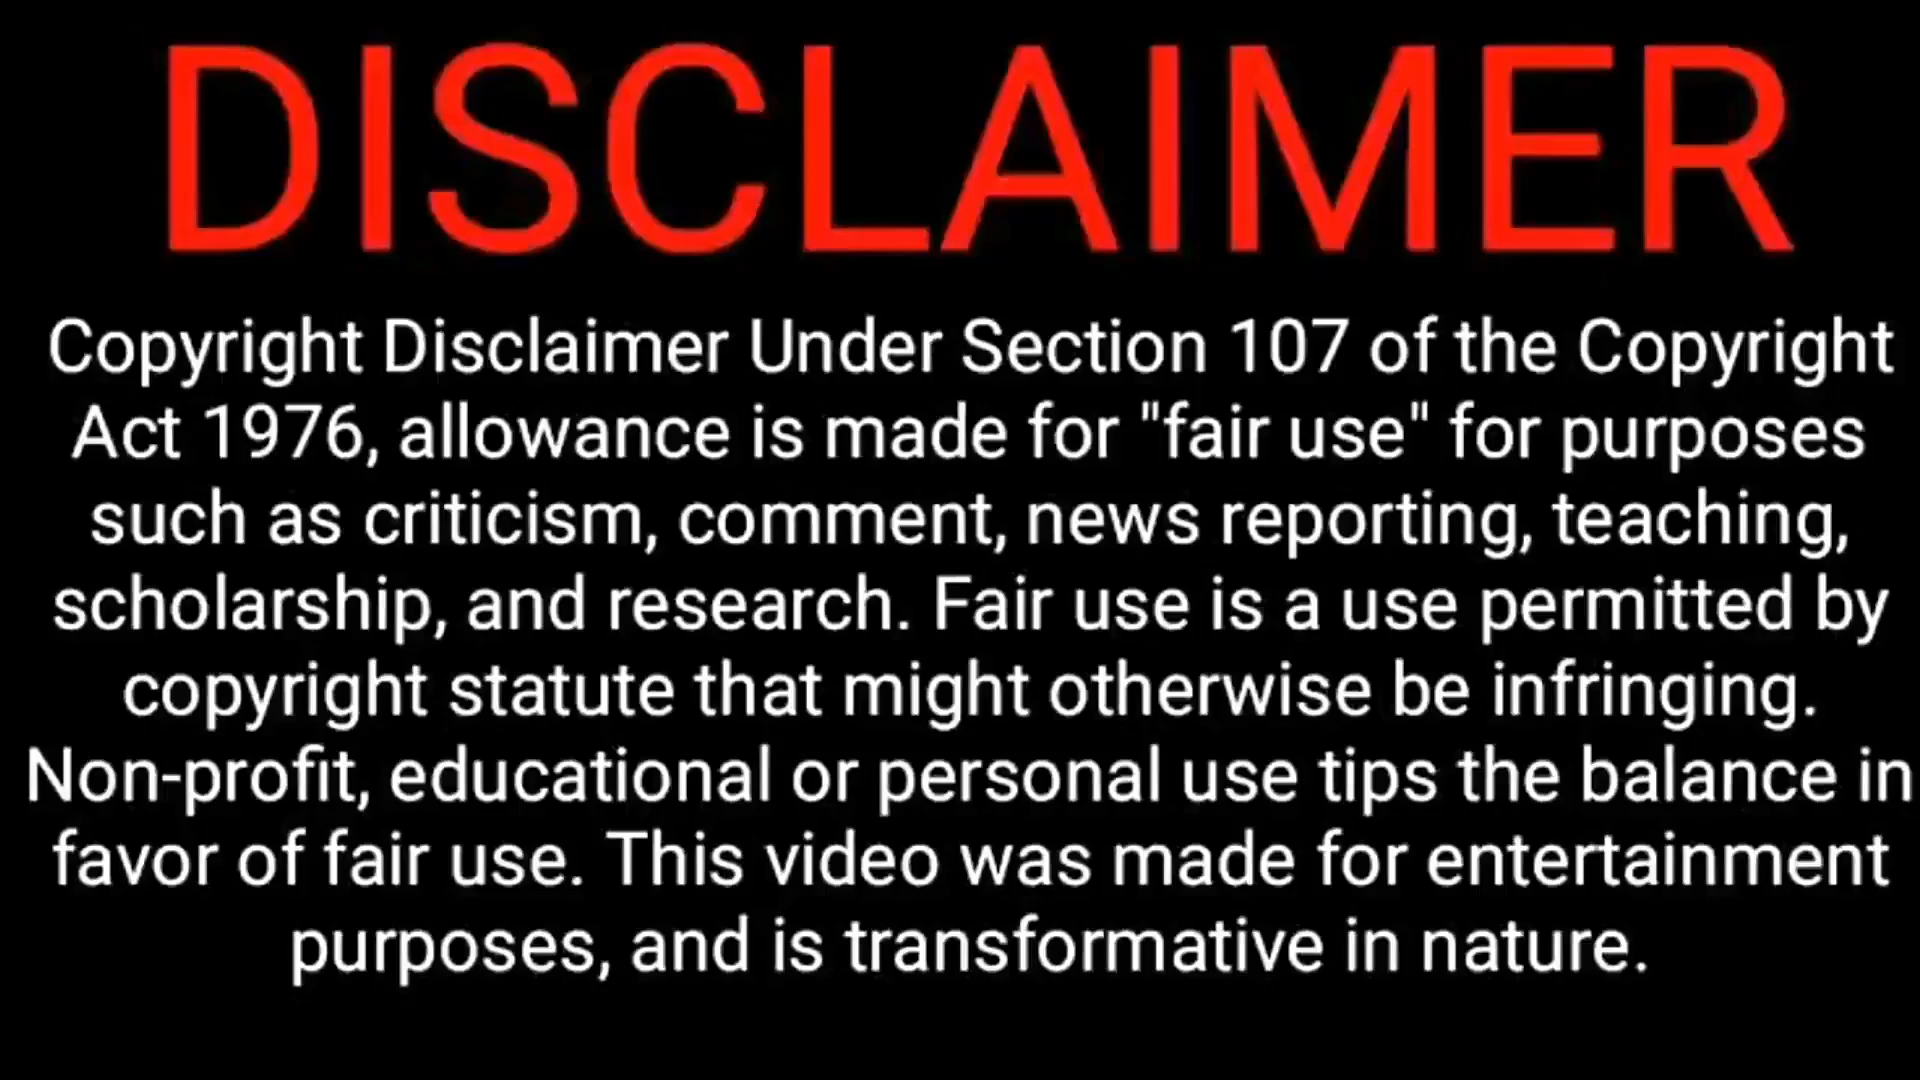 DISCLAIMER
Copyright Disclaimer Under Section 107 of the Copyright
Act 1976, allowance is made for "fair use" for purposes
such as criticism, comment, news reporting, teaching,
scholarship, and research. Fair use is a use permitted by
copyright statute that might otherwise be infringing.
Non-profit, educational or personal use tips the balance in
favor of fair use. This video was made for entertainment
purposes, and is transformative in nature.